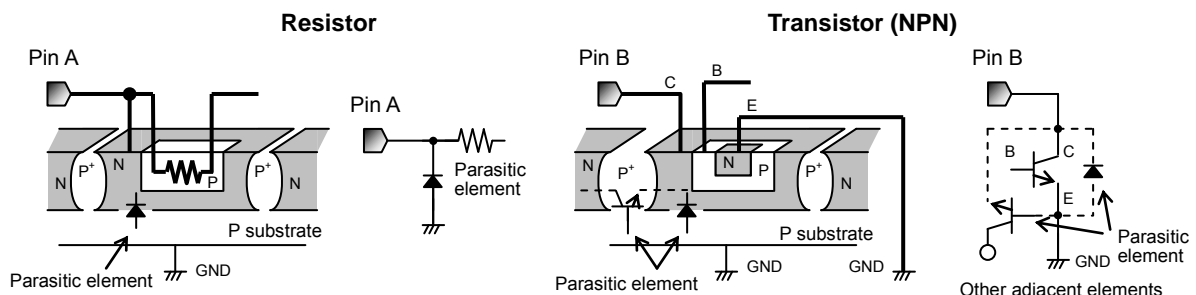 Resistor
Transistor (NPN)
Pin A
Pin A
Parasitic
element
N
P+
N
P
P+
N
P substrate
Parasitic element
GND
Pin B
C
B
E
N
P+
N
P
P+
N
P substrate
Parasitic element
GND
GND
Pin B
B
C
E
Parasitic
element
GND
Other adjacent elements